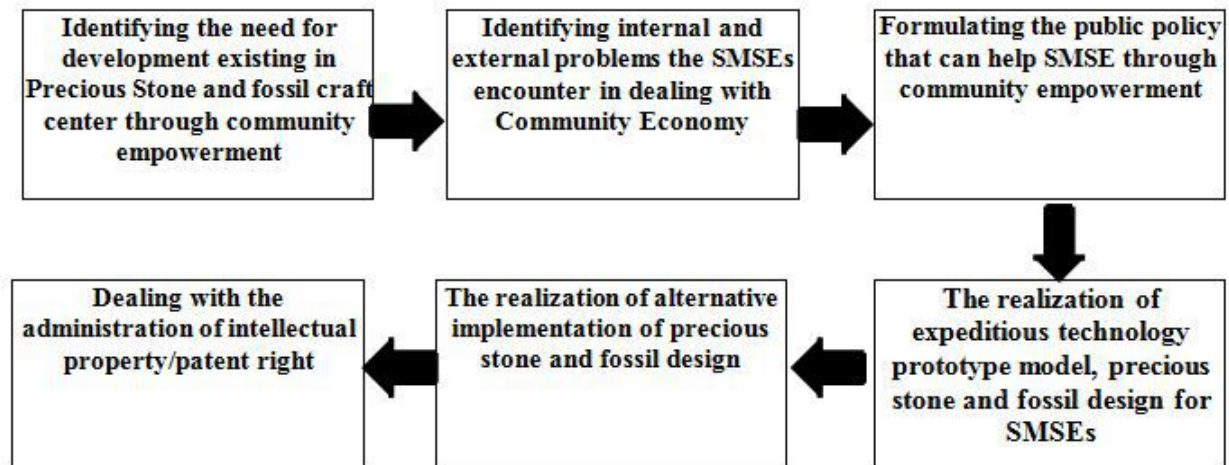 Identifying the need for
development existing in
Precious Stone and fossil craft
center through community
empowerment
Identifying internal and
external problems the SMSEs
encounter in dealing with
Community Economy
Formulating the public policy
that can help SMSE through
community empowerment
The realization of
expeditious technology
prototype model, precious
stone and fossil design for
SMSEs
The realization of alternative
implementation of precious
stone and fossil design
Dealing with the
administration of intellectual
property/patent right